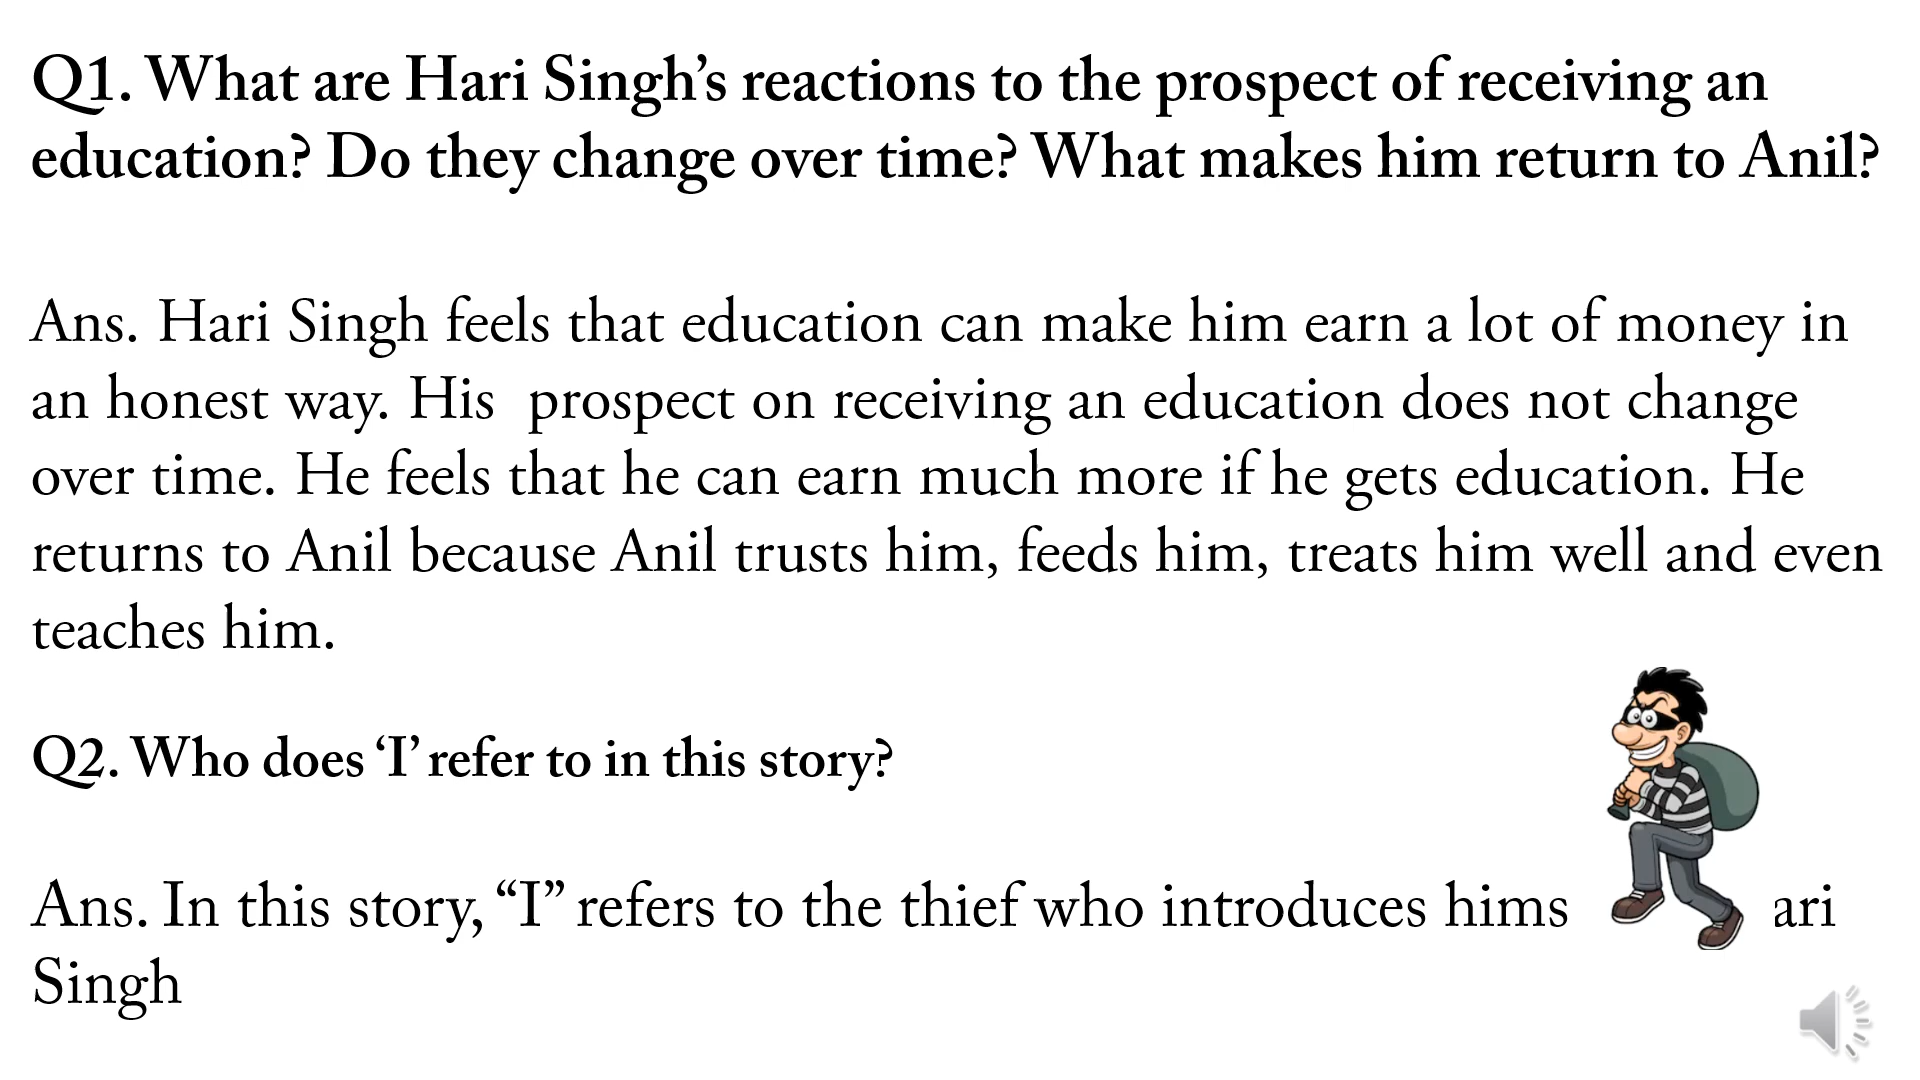 Q1. What are Hari Singh’s reactions to the prospect of receiving an
education? Do they change over time? What makes him return to Anil?
Ans. Hari Singh feels that education can make him earn a lot of money in
an honest way. His  prospect on receiving an education does not change
over time. He feels that he can earn much more if he gets education. He
returns to Anil because Anil trusts him, feeds him, treats him well and even
teaches him.
Q2. Who does ‘I’ refer to in this story?
Ans. In this story, “I” refers to the thief who introduces hims ari
Singh